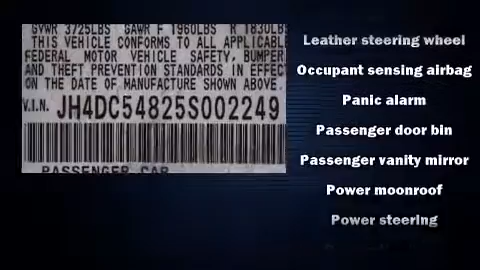 GVWR 3725LBS GAWR F 1960LBS R 1830LBS
THIS VEHICLE CONFORMS TO ALL APPLICABLE
FEDERAL MOTOR VEHICLE SAFETY, BUMPER
AND THEFT PREVENTION STANDARDS IN EFFECT
ON THE DATE OF MANUFACTURE SHOWN ABOVE.
V.I.N. JH4DC54825S002249
PASSENGER CAR
Leather steering wheel
Occupant sensing airbag
Panic alarm
Passenger door bin
Passenger vanity mirror
Power moonroof
Power steering